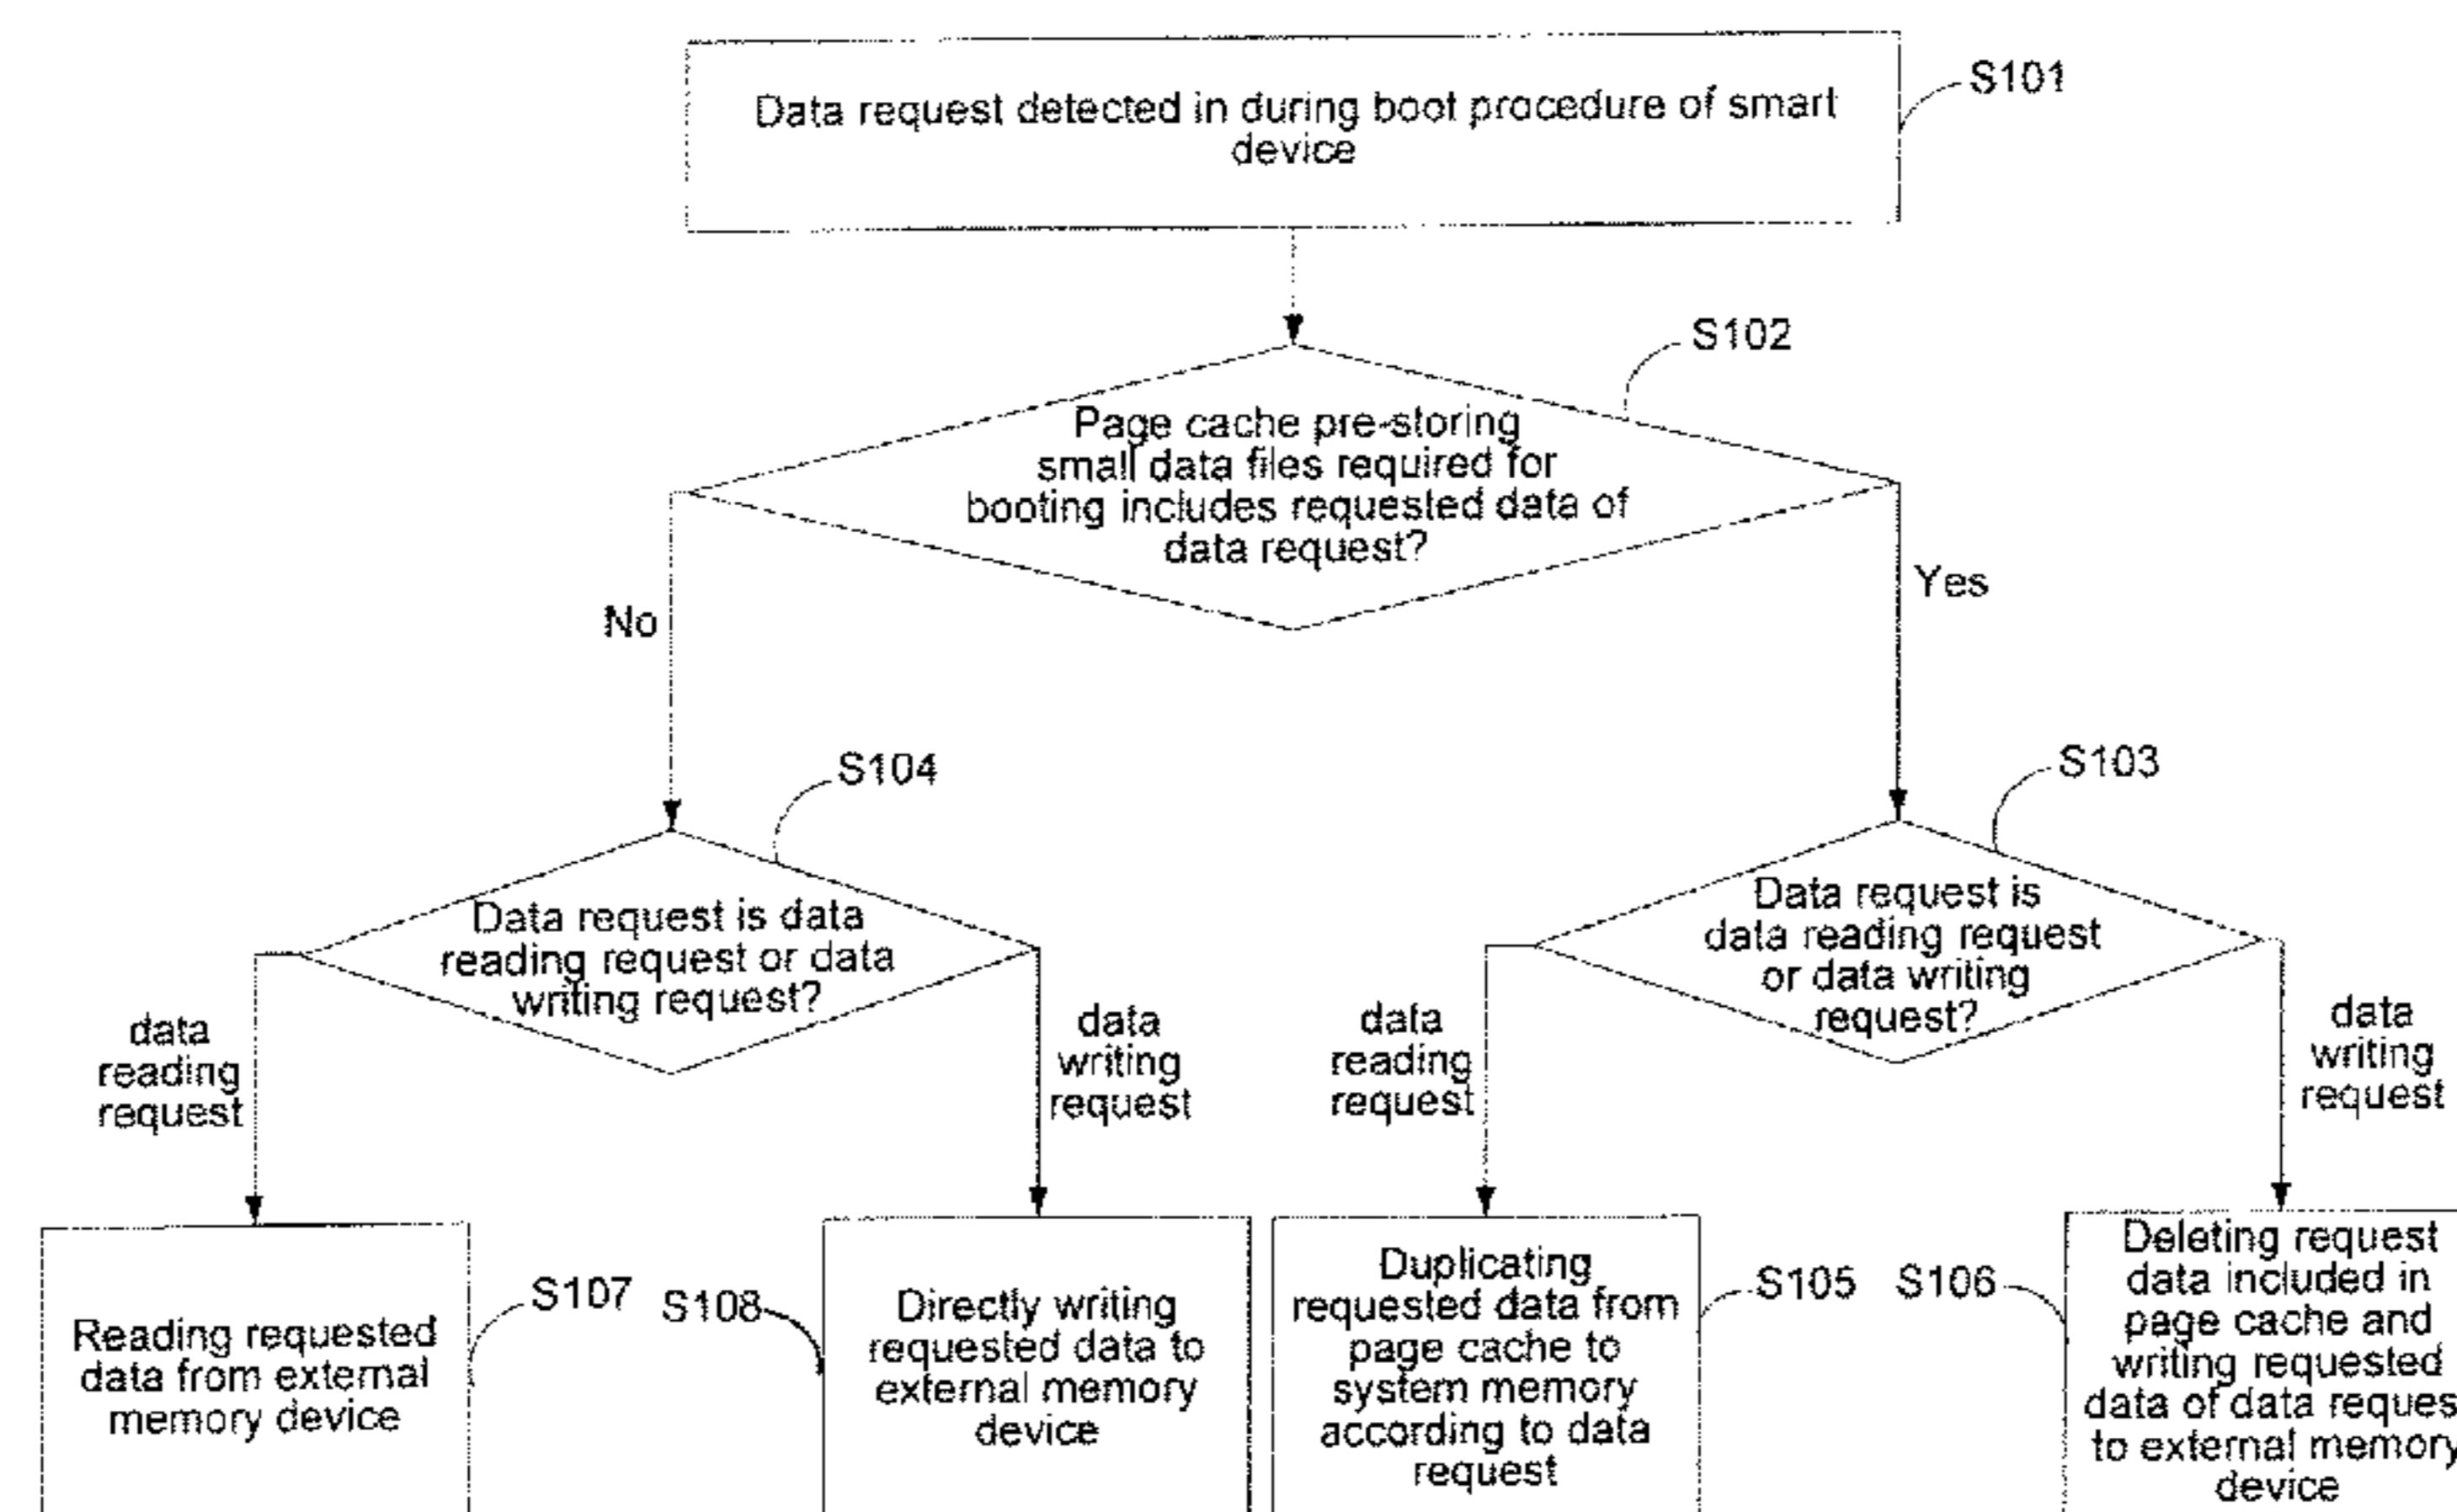 Data request detected in during boot procedure of smart
device
S101
S102
Page cache pre-storing
small data files required for
booting includes requested data of
data request?
No
Yes
S104
S103
Data request is data
reading request or data
writing request?
Data request is
data reading request
or data writing
request?
data
reading
request
data
writing
request
data
reading
request
data
writing
request
Reading requested
data from external
memory device
S107
S108
Directly writing
requested data to
external memory
device
Duplicating
requested data from
page cache to
system memory
according to data
request
S105
S106
Deleting request
data included in
page cache and
writing requested
data of data reques
to external memory
device